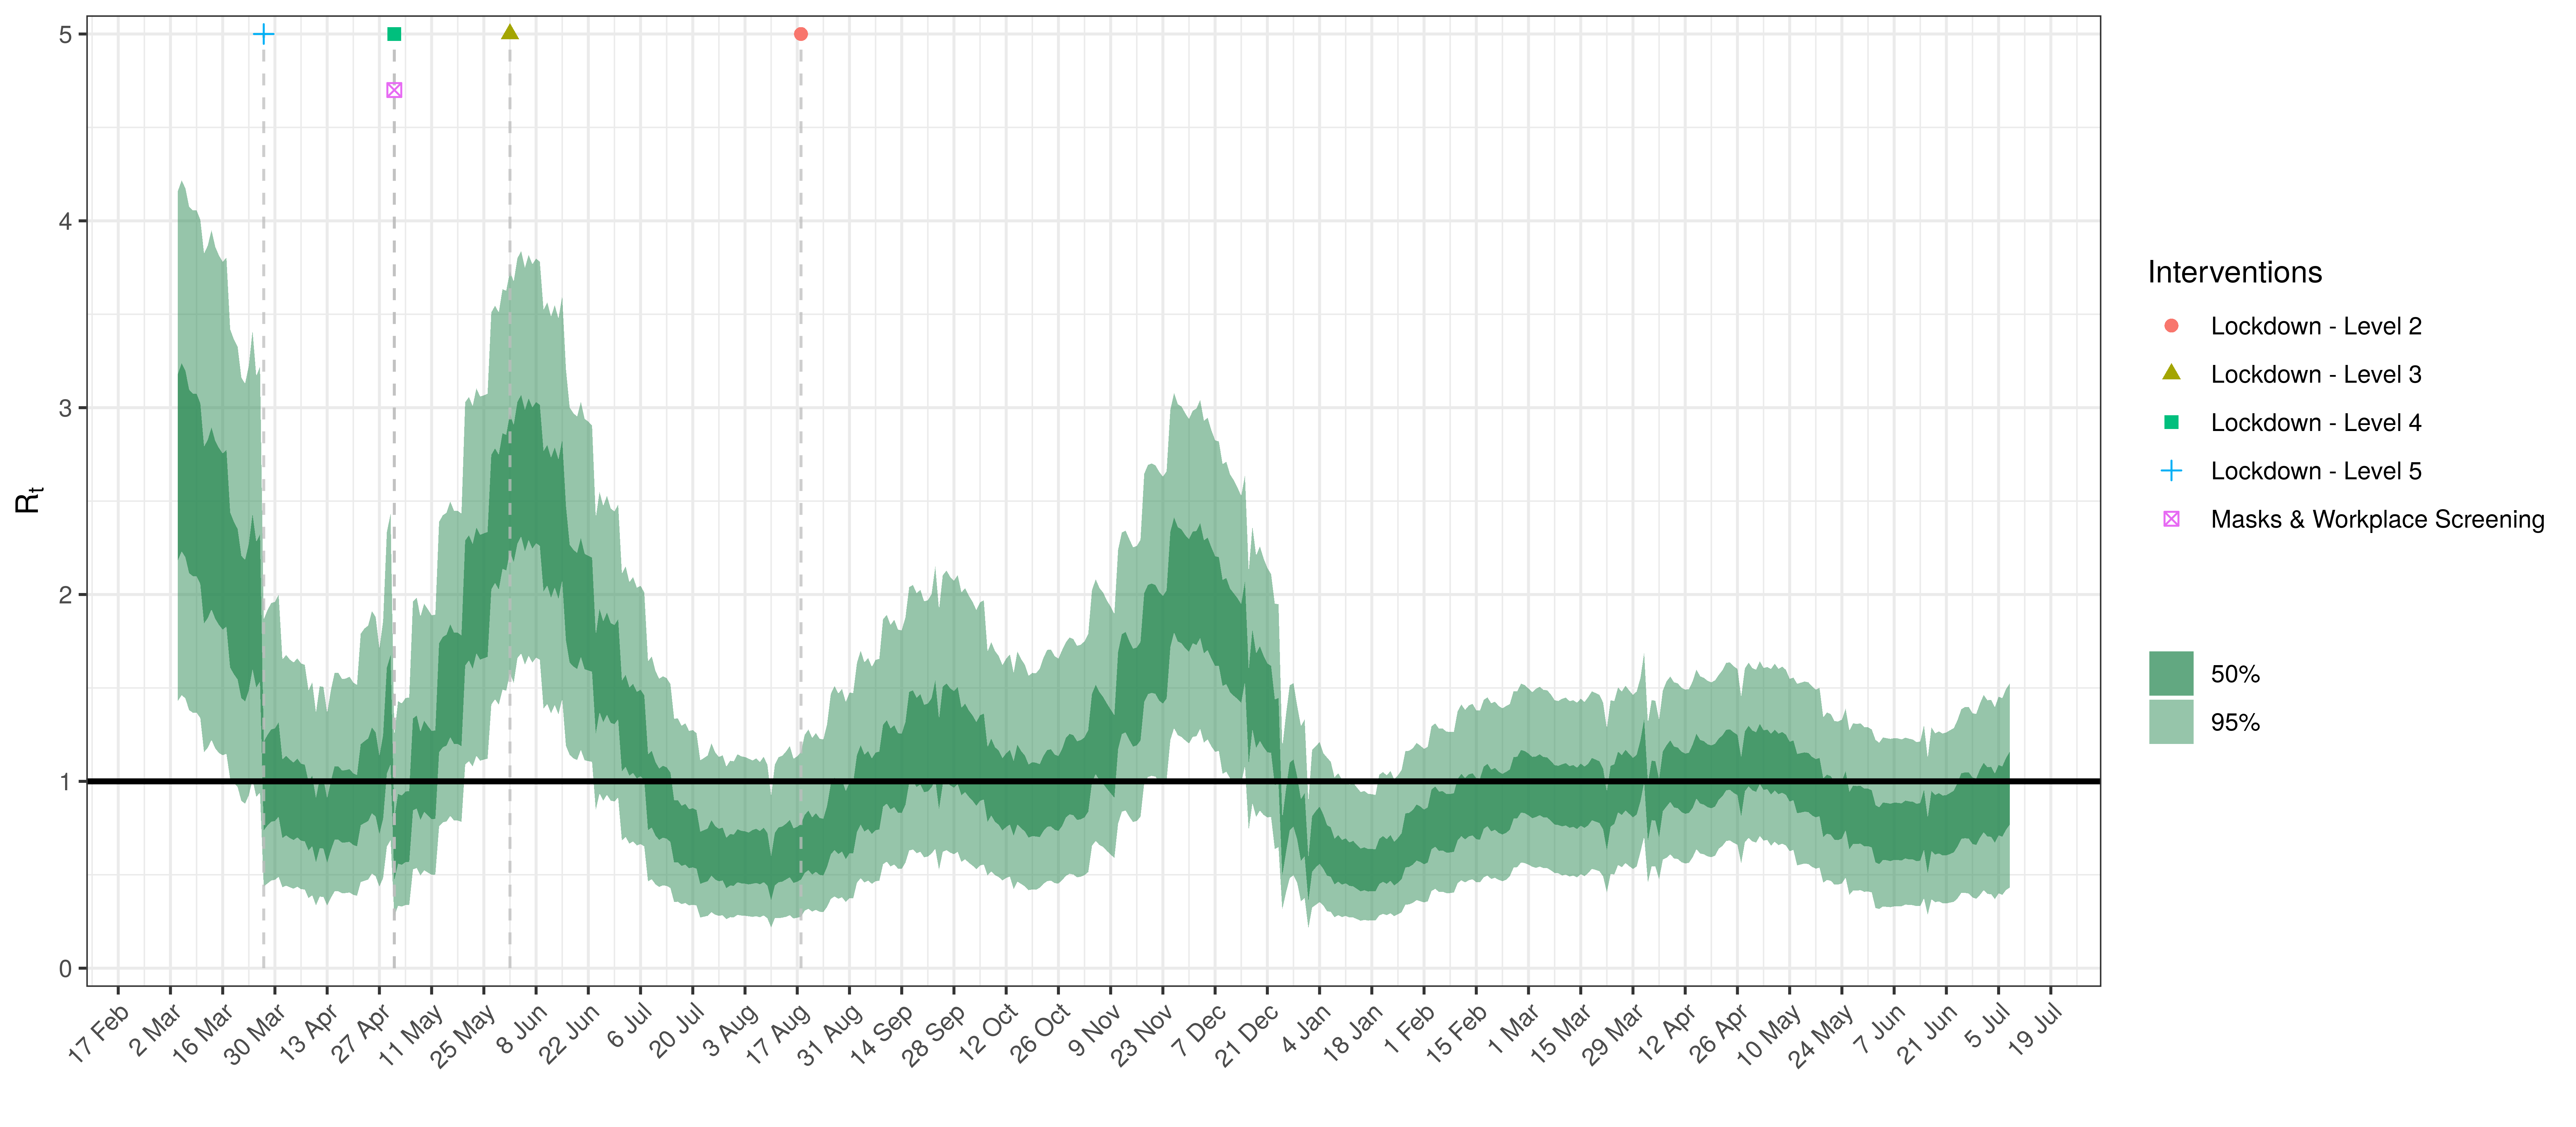 5
4
3
2
1
0
Rt
17 Feb
2 Mar
16 Mar
30 Mar
13 Apr
27 Apr
11 May
25 May
8 Jun
22 Jun
6 Jul
20 Jul
3 Aug
17 Aug
31 Aug
14 Sep
28 Sep
12 Oct
26 Oct
9 Nov
23 Nov
7 Dec
21 Dec
4 Jan
18 Jan
1 Feb
15 Feb
1 Mar
15 Mar
29 Mar
12 Apr
26 Apr
10 May
24 May
7 Jun
21 Jun
5 Jul
19 Jul
Interventions
Lockdown - Level 2
Lockdown - Level 3
Lockdown - Level 4
Lockdown - Level 5
Masks & Workplace Screening
50%
95%